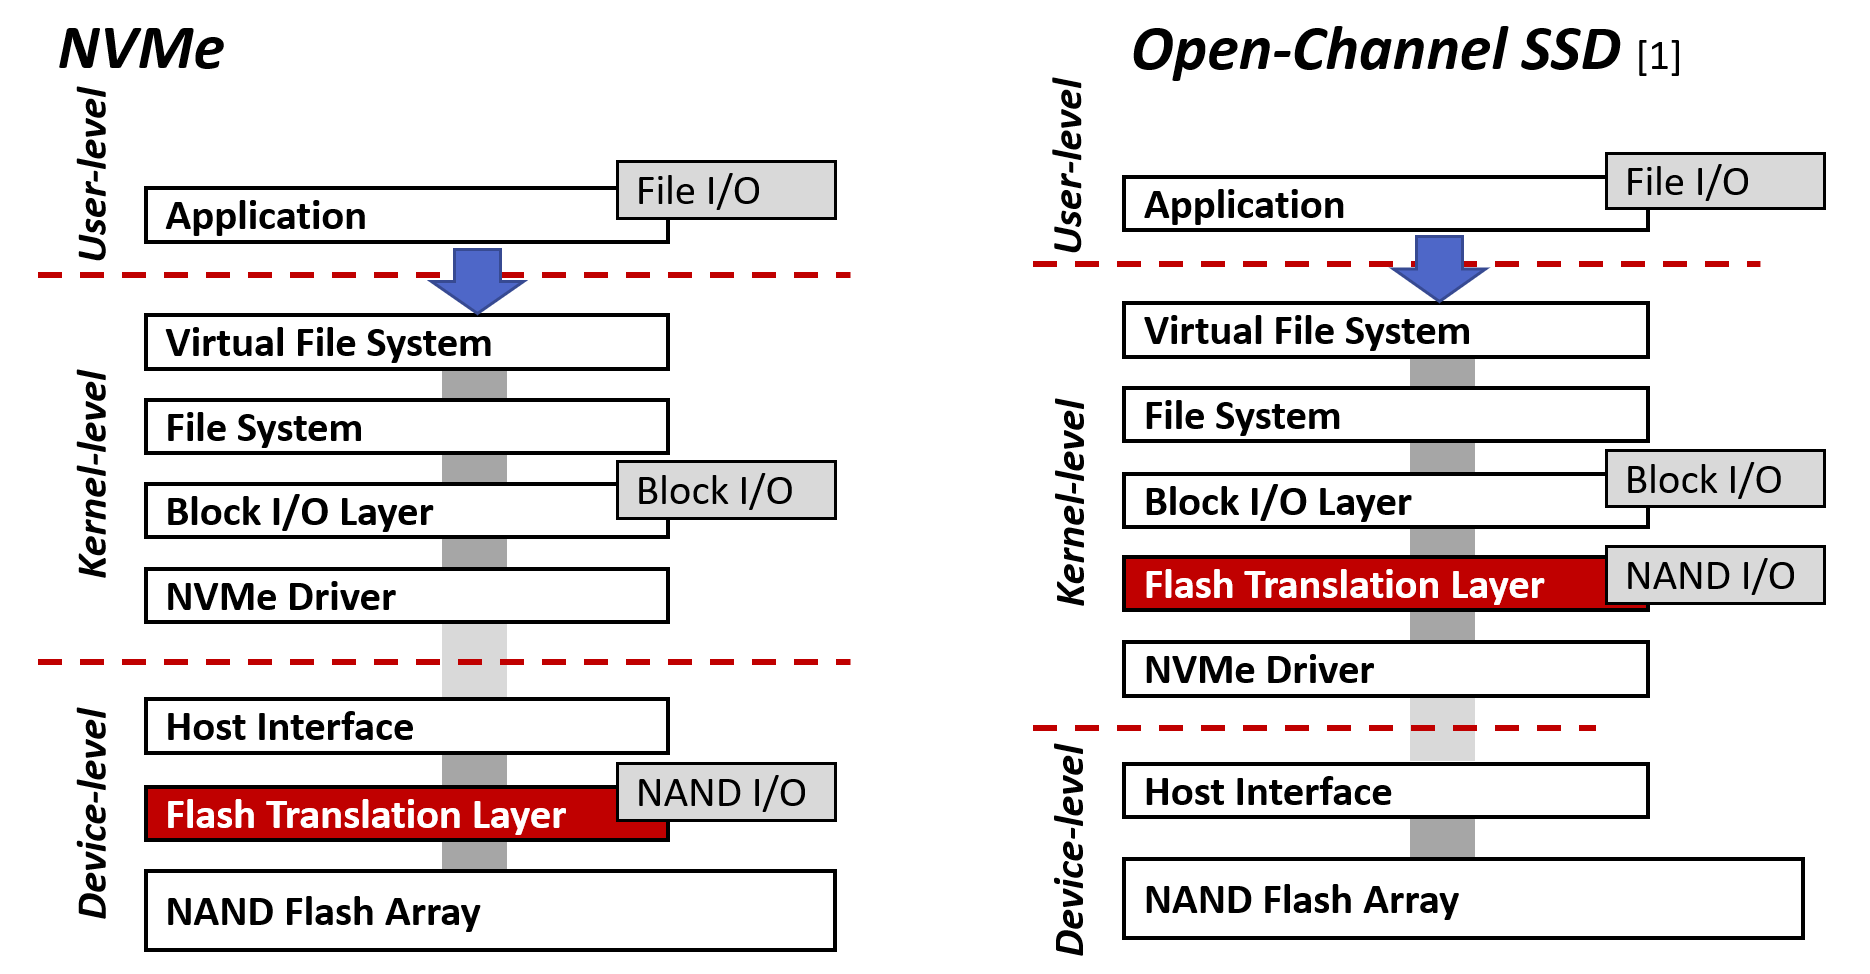 NVMe
User-level
File I/O
Application
Virtual File System
Kernel-level
File System
Block I/O
Block I/O Layer
NVMe Driver
Device-level
Host Interface
NAND I/O
Flash Translation Layer
NAND Flash Array
Open-Channel SSD [1]
User-level
File I/O
Application
Virtual File System
Kernel-level
File System
Block I/O
Block I/O Layer
NAND I/O
Flash Translation Layer
NVMe Driver
Device-level
Host Interface
NAND Flash Array